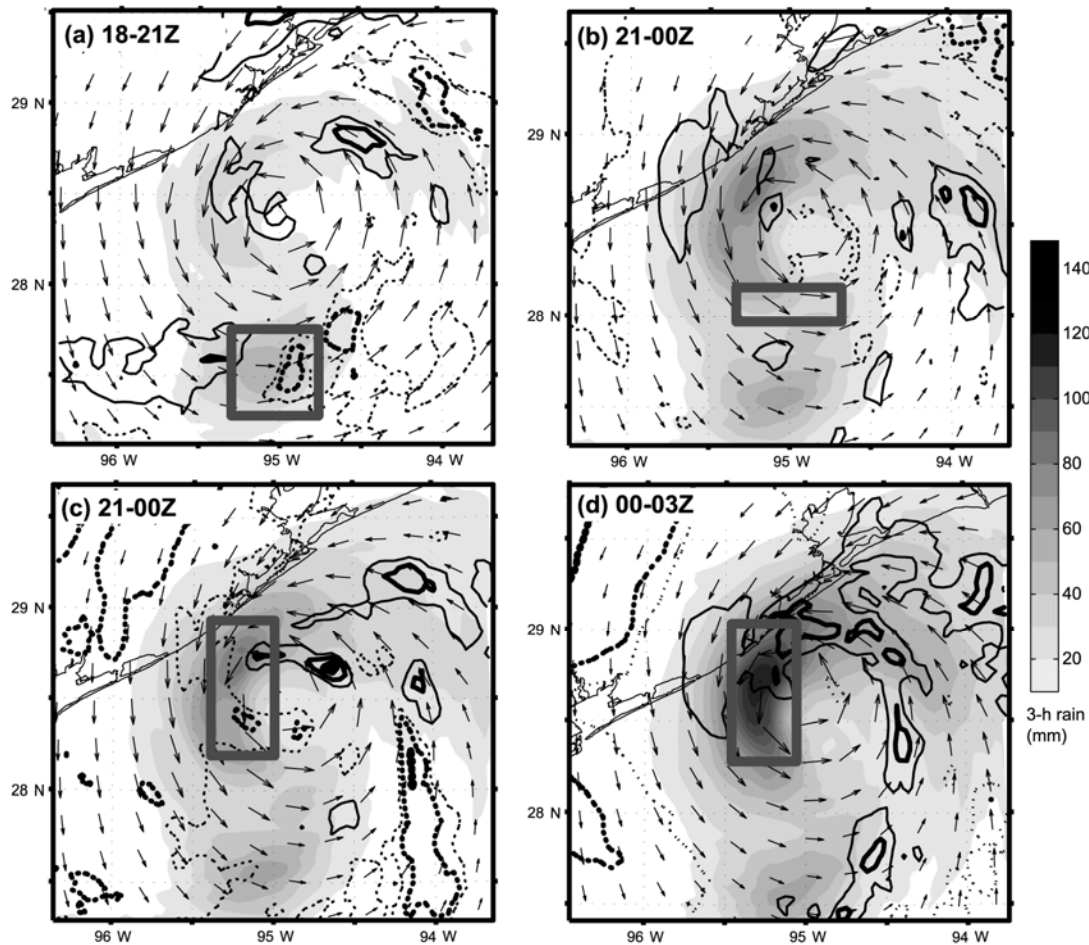 (a) 18-21Z
29 N
28 N
96 W 95 W 94 W
(b) 21-00Z
29 N
28 N
96 W 95 W 94 W
(c) 21-00Z
29 N
28 N
96 W 95 W 94 W
(d) 00-03Z
29 N
28 N
96 W 95 W 94 W
140
120
100
80
60
40
20
3-h rain
(mm)